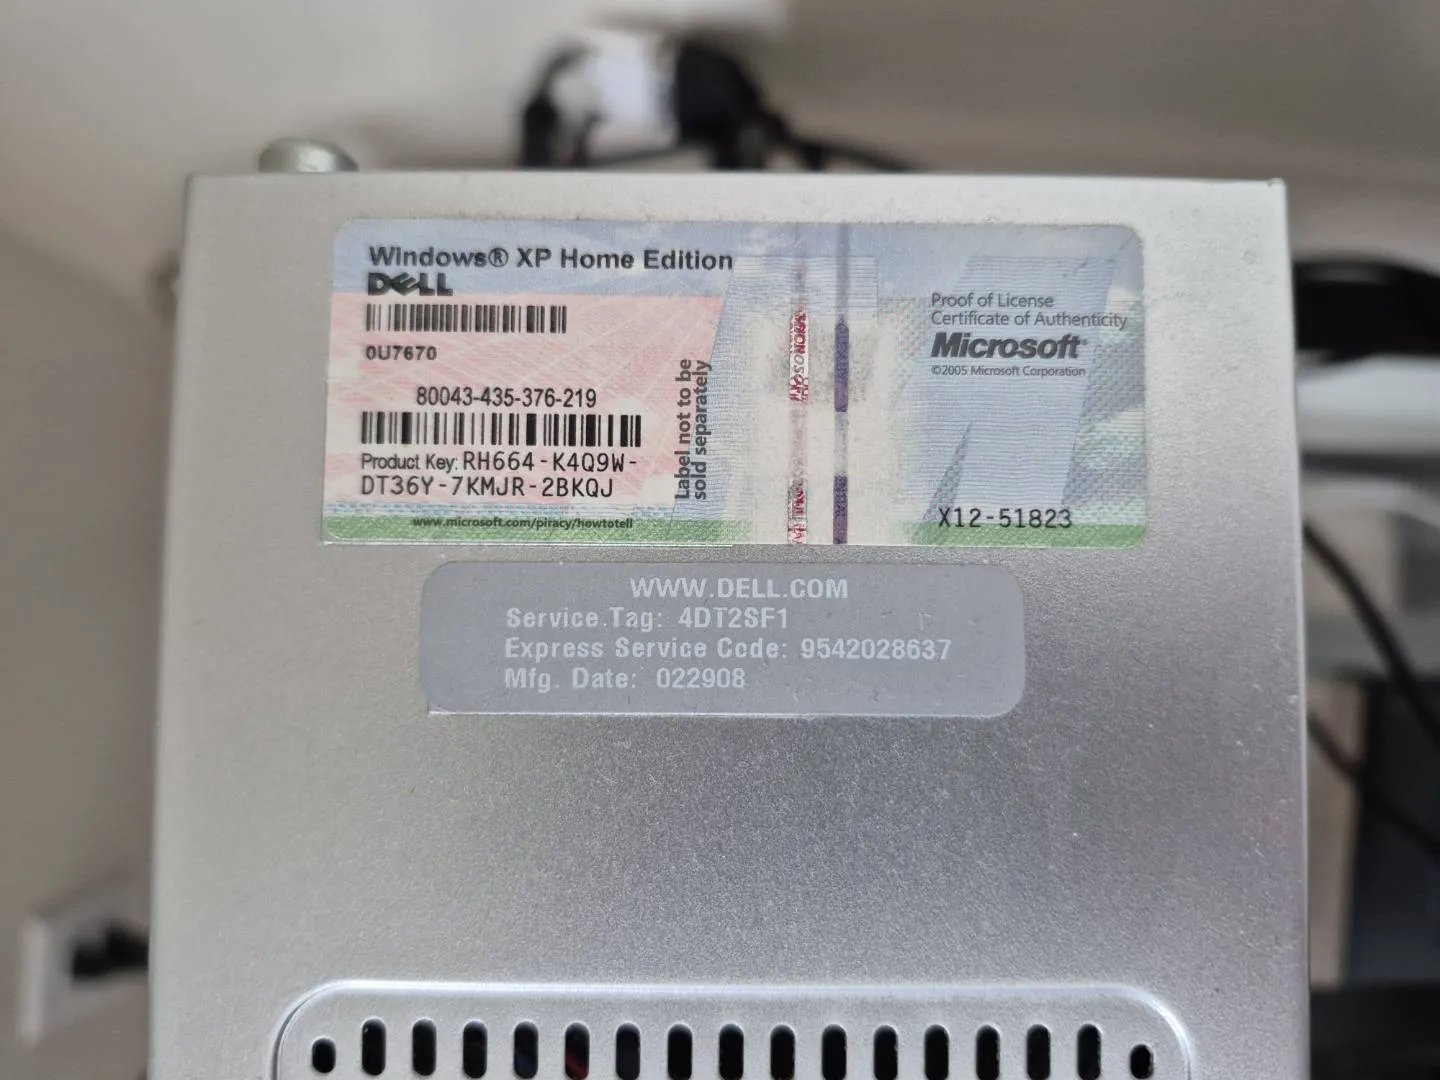 Windows® XP Home Edition
DELL
0U7670
80043-435-376-219
Product Key: RH664-K4Q9W-
DT36Y-7KMJR-2BKQJ
www.microsoft.com/piracy/howtotell
Label not to be
sold separately
Proof of License
Certificate of Authenticity
Microsoft®
©2005 Microsoft Corporation
X12-51823
WWW.DELL.COM
Service Tag: 4DT2SF1
Express Service Code: 9542028637
Mfg. Date: 022908